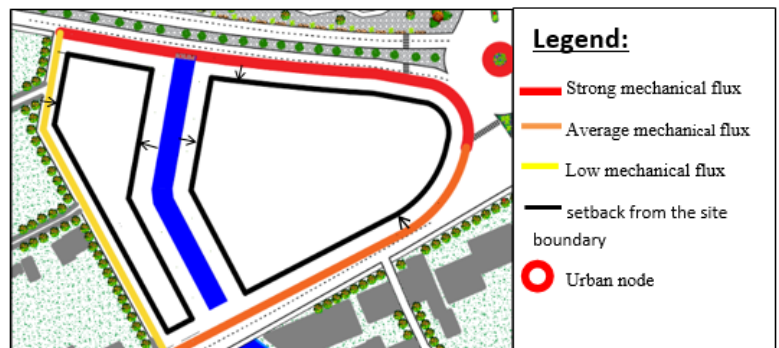 Legend:
Strong mechanical flux
Average mechanical flux
Low mechanical flux
setback from the site
boundary
Urban node